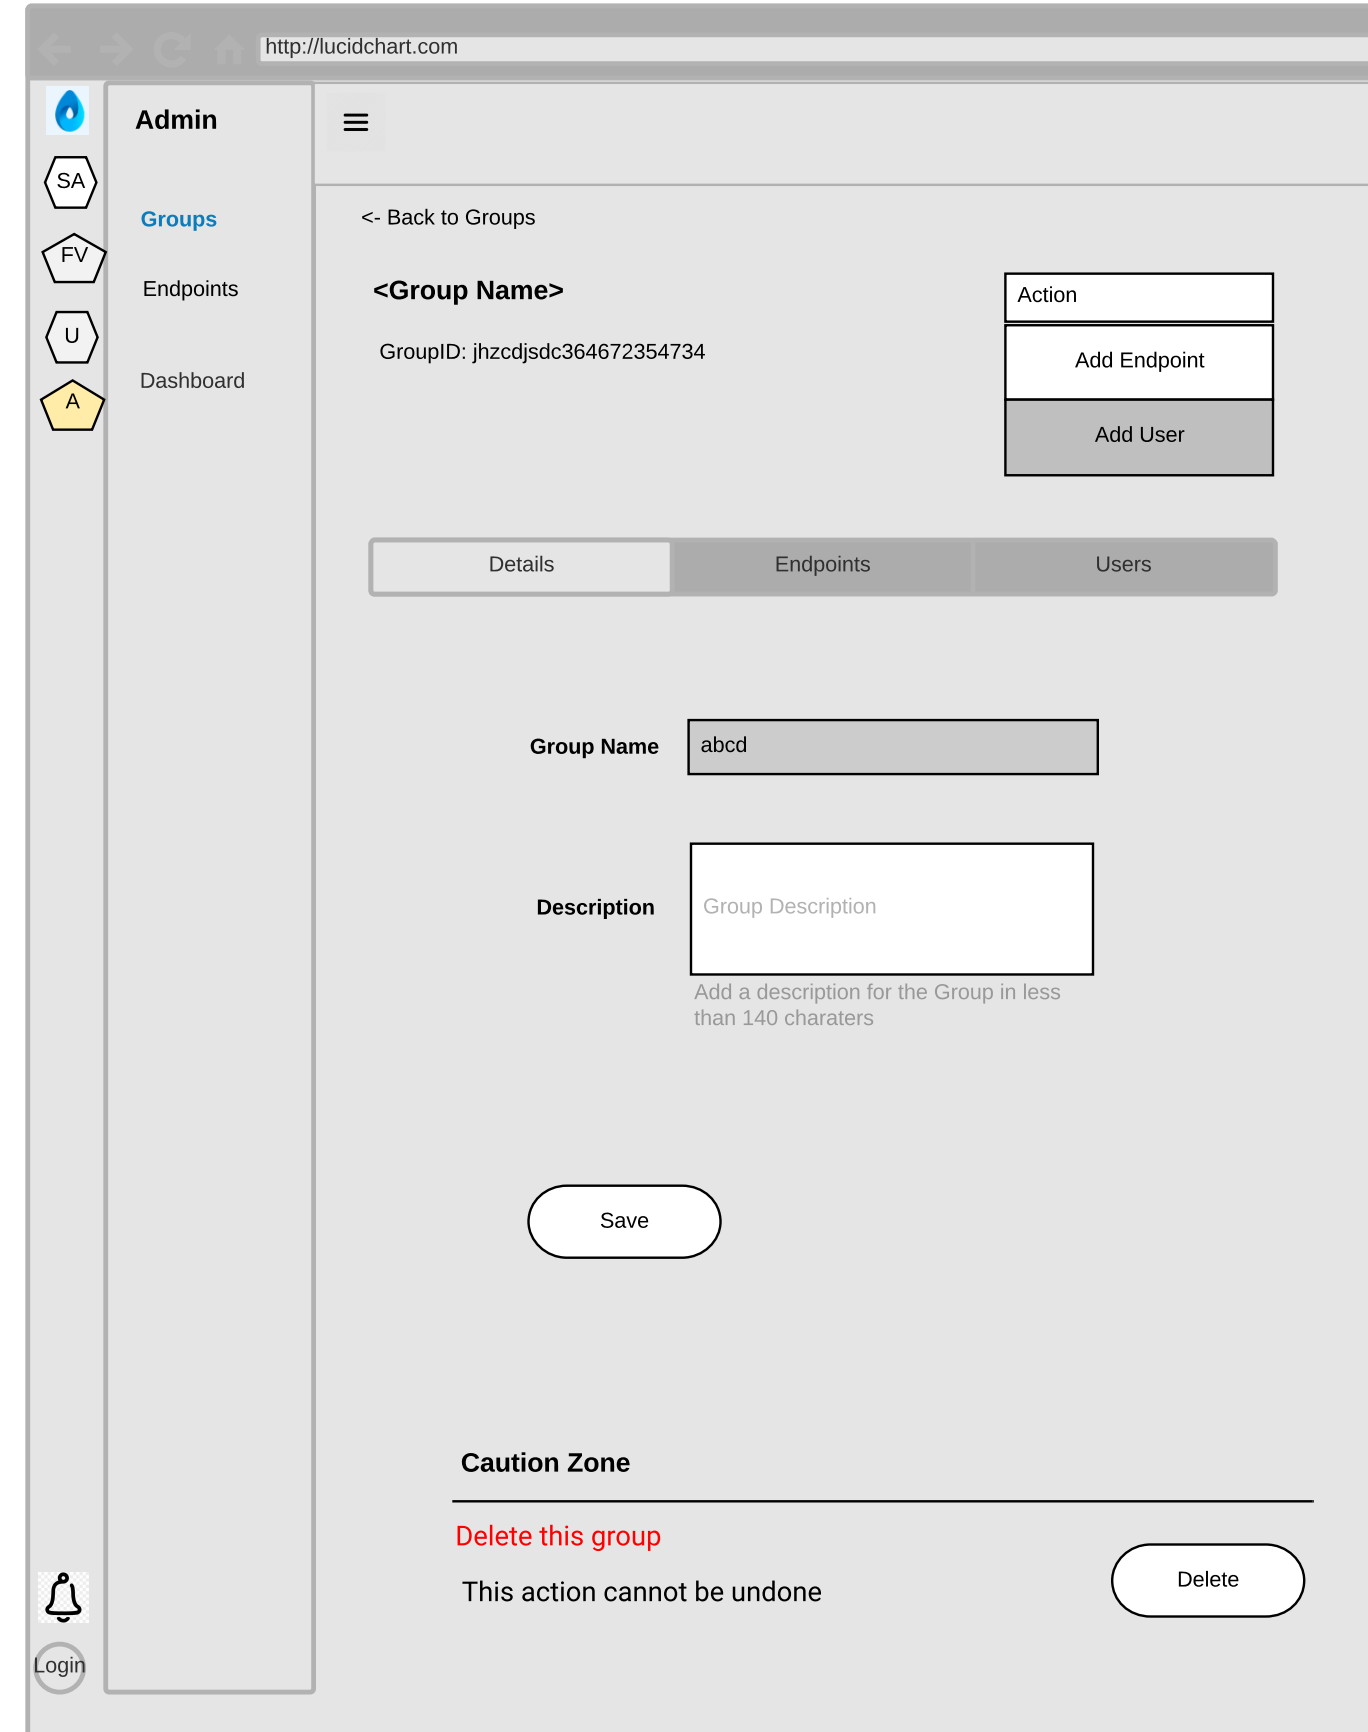 http://lucidchart.com
Admin
SA
Groups
<- Back to Groups
FV
Endpoints
<Group Name>
Action
U
GroupID: jhzcdjsdc364672354734
Add Endpoint
Dashboard
A
Add User
Details
Endpoints
Users
Group Name
abcd
Description
Group Description
Add a description for the Group in less
than 140 charaters
Save
Caution Zone
Delete this group
This action cannot be undone
Delete
Login